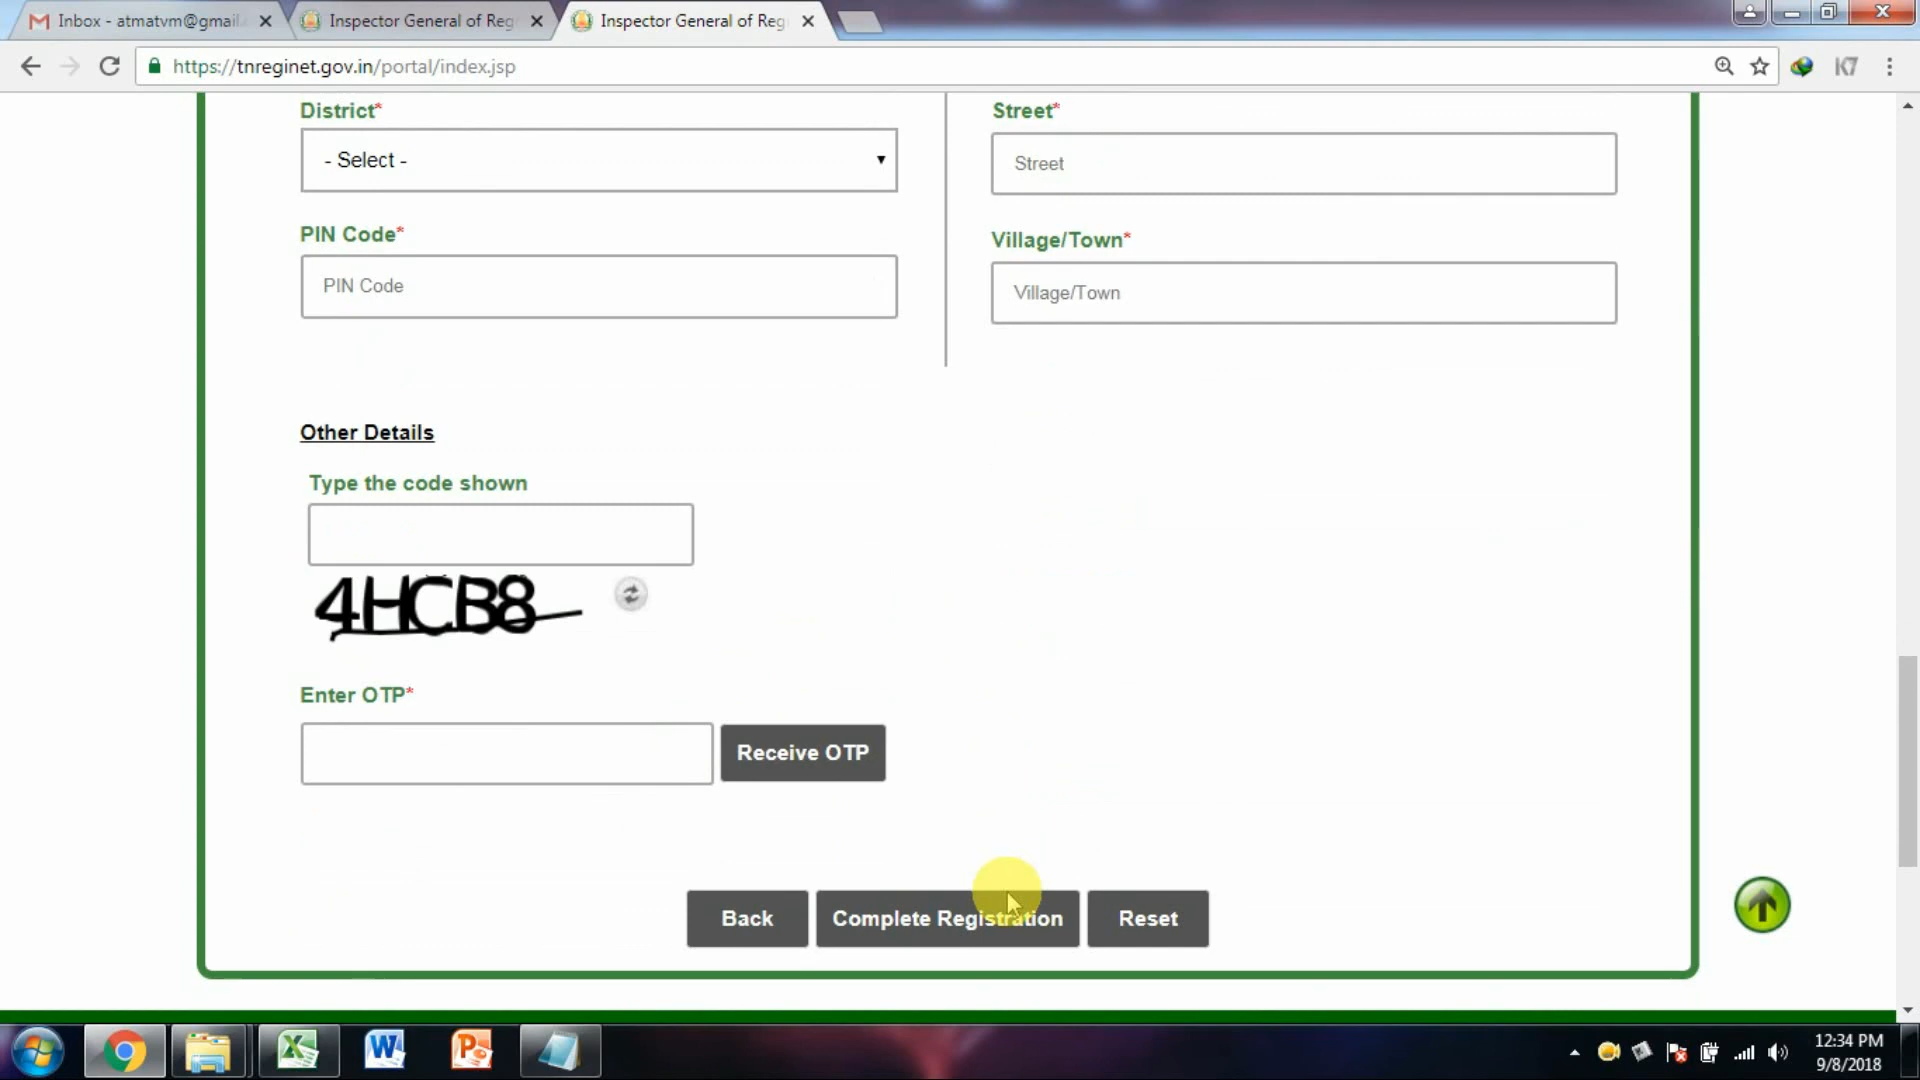 Inbox - atmatvm@gmail.
Inspector General of Reg
Inspector General of Reg
https://tnreginet.gov.in/portal/index.jsp
K7
District*
- Select -
Street*
Street
PIN Code*
PIN Code
Village/Town*
Village/Town
Other Details
Type the code shown
4HCB8
Enter OTP*
Receive OTP
Back
Complete Registration
Reset
12:34 PM
9/8/2018